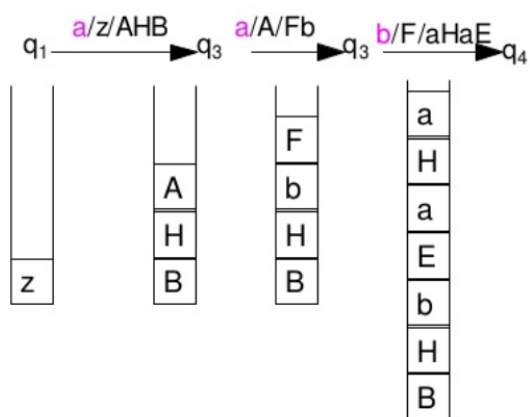 a/z/AHB a/A/Fb b/F/aHaE
q1 q3 q3 q4
a
F H
A b a
H H E
z B B b
H
B